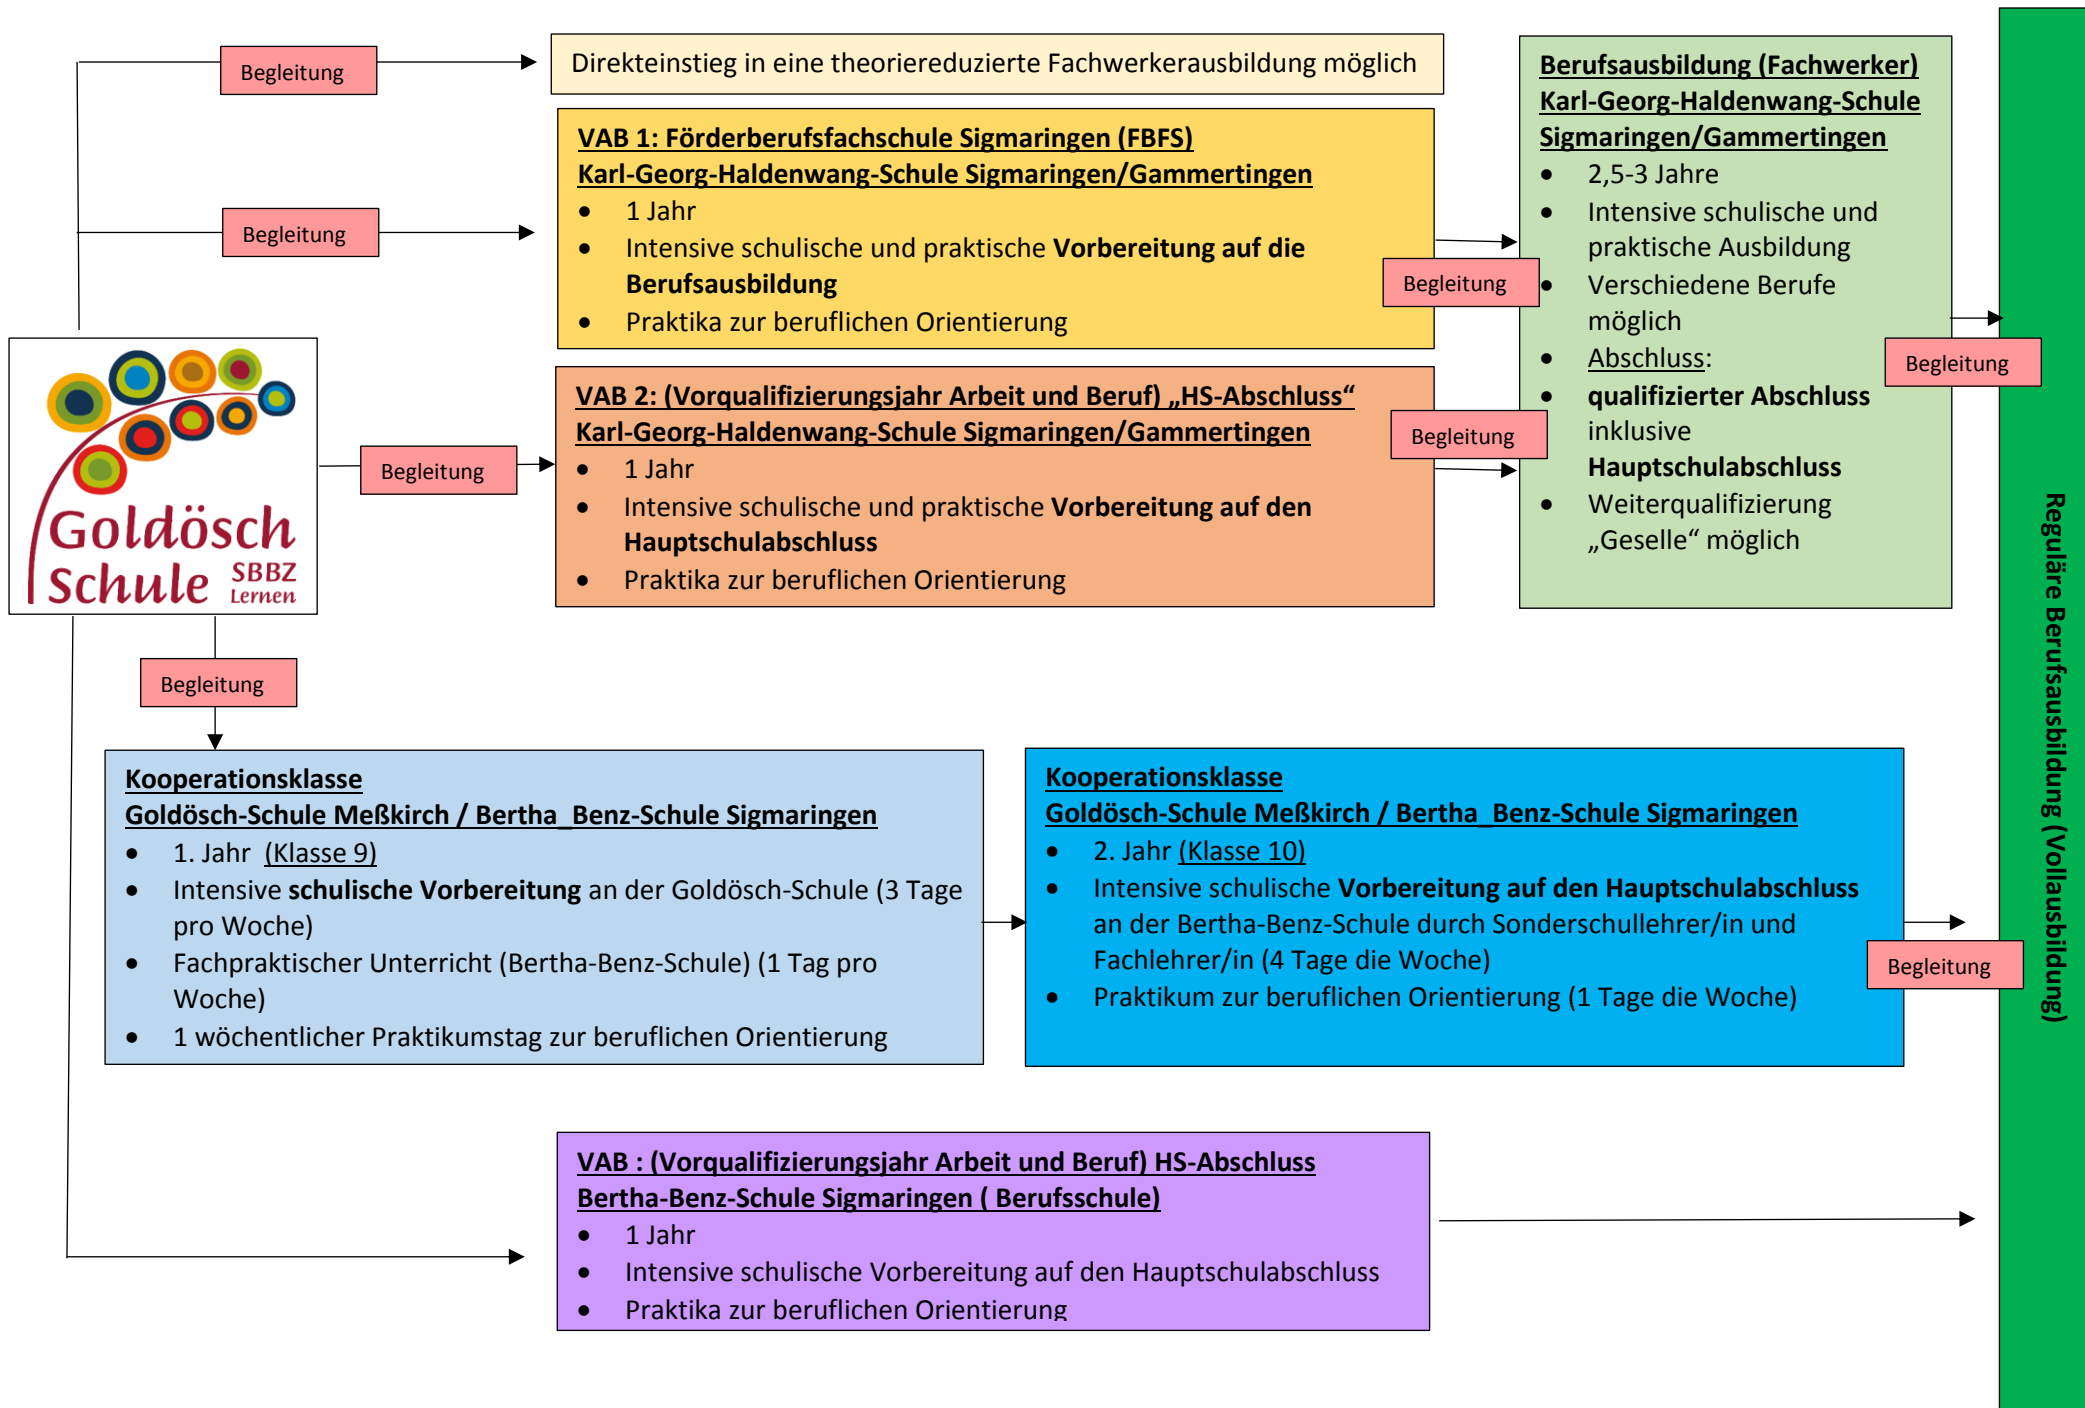 Begleitung
Direkteinstieg in eine theoriereduzierte Fachwerkerausbildung möglich
Begleitung
VAB 1: Förderberufsfachschule Sigmaringen (FBFS)
Karl-Georg-Haldenwang-Schule Sigmaringen/Gammertingen
• 1 Jahr
• Intensive schulische und praktische Vorbereitung auf die
Berufsausbildung
• Praktika zur beruflichen Orientierung
Begleitung
Berufsausbildung (Fachwerker)
Karl-Georg-Haldenwang-Schule
Sigmaringen/Gammertingen
• 2,5-3 Jahre
• Intensive schulische und
praktische Ausbildung
• Verschiedene Berufe
möglich
• Abschluss:
• qualifizierter Abschluss
inklusive
Hauptschulabschluss
• Weiterqualifizierung
„Geselle“ möglich
Begleitung
Goldösch
Schule SBBZ
Lernen
Begleitung
VAB 2: (Vorqualifizierungsjahr Arbeit und Beruf) „HS-Abschluss“
Karl-Georg-Haldenwang-Schule Sigmaringen/Gammertingen
• 1 Jahr
• Intensive schulische und praktische Vorbereitung auf den
Hauptschulabschluss
• Praktika zur beruflichen Orientierung
Begleitung
Begleitung
Kooperationsklasse
Goldösch-Schule Meßkirch / Bertha_Benz-Schule Sigmaringen
• 1. Jahr (Klasse 9)
• Intensive schulische Vorbereitung an der Goldösch-Schule (3 Tage
pro Woche)
• Fachpraktischer Unterricht (Bertha-Benz-Schule) (1 Tag pro
Woche)
• 1 wöchentlicher Praktikumstag zur beruflichen Orientierung
Kooperationsklasse
Goldösch-Schule Meßkirch / Bertha_Benz-Schule Sigmaringen
• 2. Jahr (Klasse 10)
• Intensive schulische Vorbereitung auf den Hauptschulabschluss
an der Bertha-Benz-Schule durch Sonderschullehrer/in und
Fachlehrer/in (4 Tage die Woche)
• Praktikum zur beruflichen Orientierung (1 Tage die Woche)
Begleitung
VAB : (Vorqualifizierungsjahr Arbeit und Beruf) HS-Abschluss
Bertha-Benz-Schule Sigmaringen ( Berufsschule)
• 1 Jahr
• Intensive schulische Vorbereitung auf den Hauptschulabschluss
• Praktika zur beruflichen Orientierung
Reguläre Berufsausbildung (Vollausbildung)